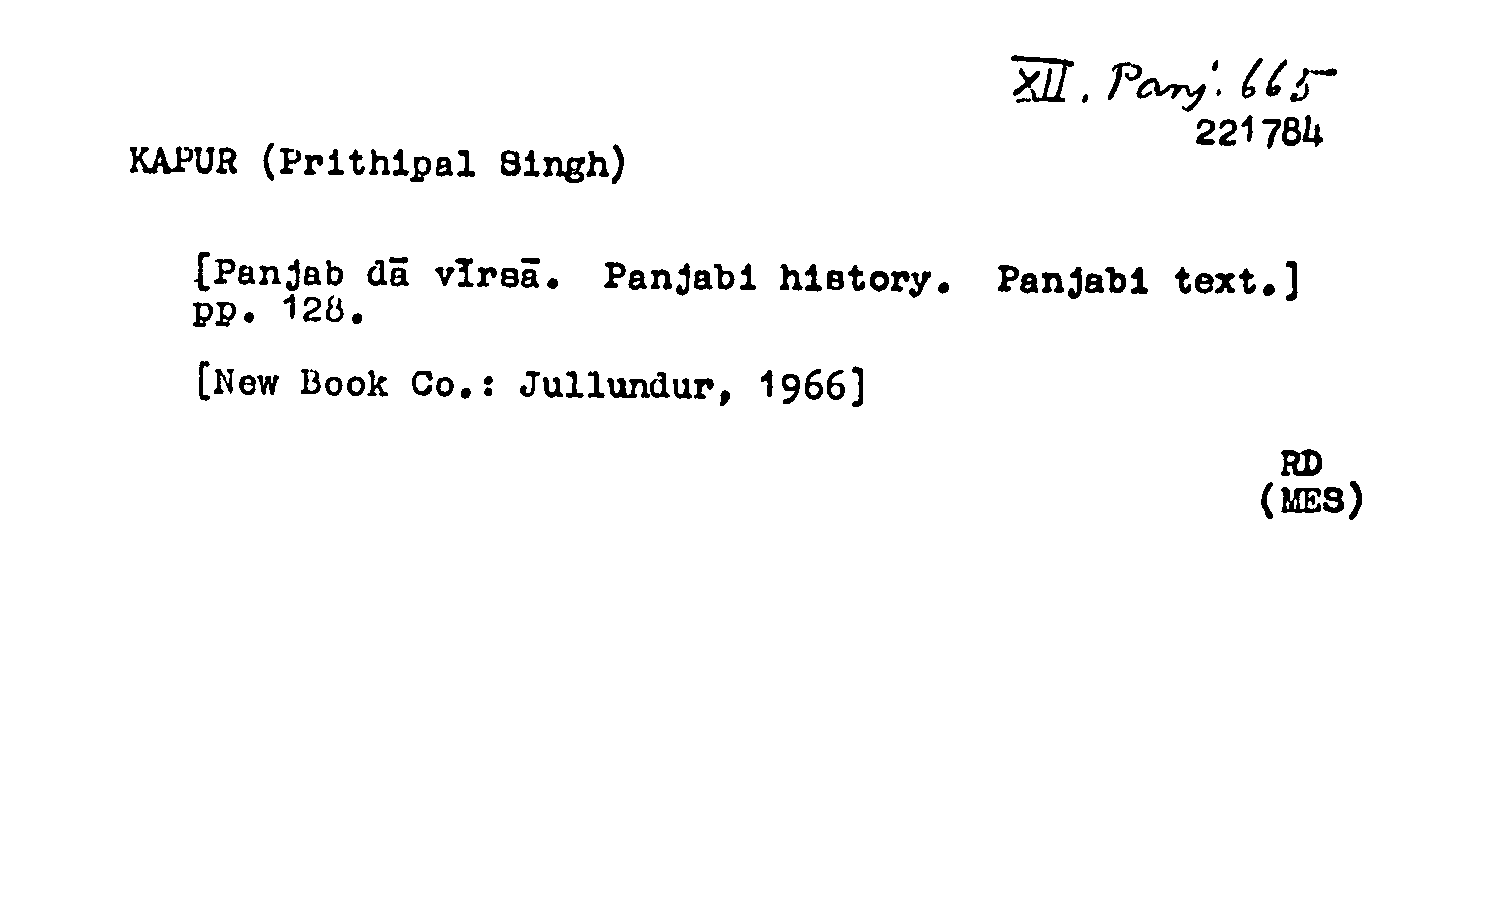 XII. Panj. 665
221784
KAPUR (Prithipal Singh)
[Panjab dā vīrsā. Panjabi history. Panjabi text.]
pp. 128.
[New Book Co.: Jullundur, 1966]
RD
(MES)